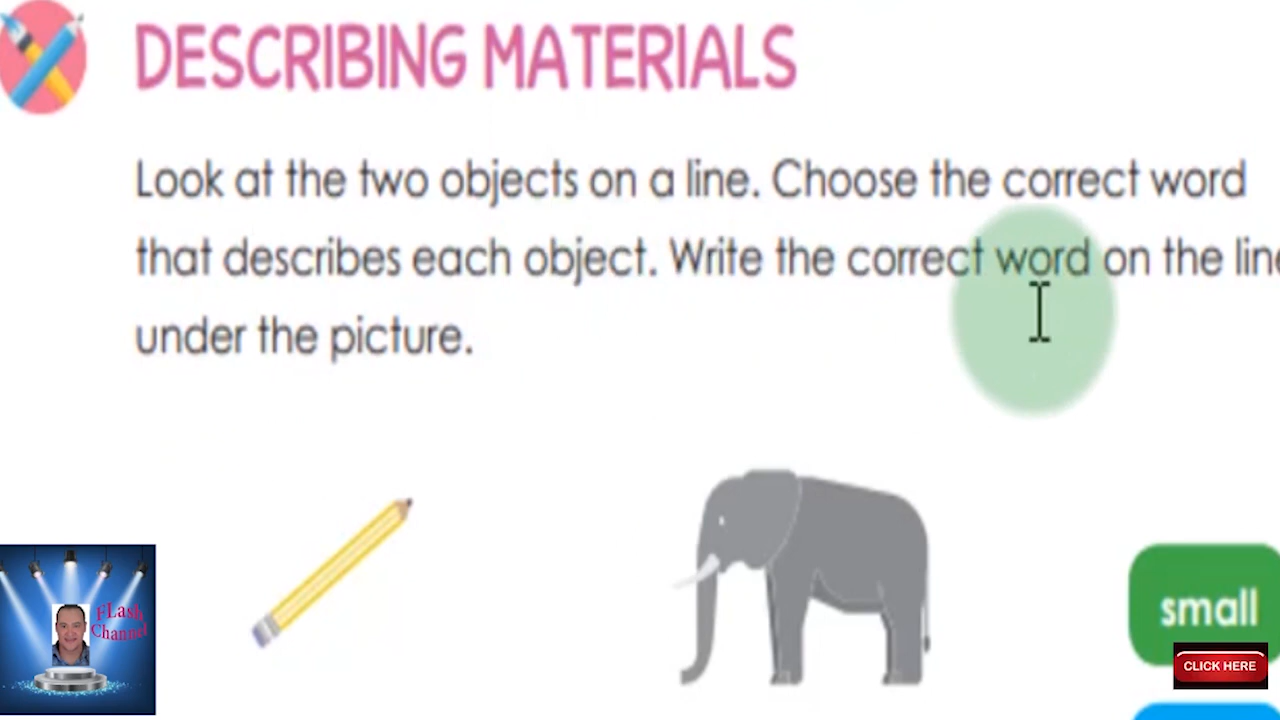 DESCRIBING MATERIALS
Look at the two objects on a line. Choose the correct word
that describes each object. Write the correct word on the line
under the picture.
small
CLICK HERE
FLash
Channel